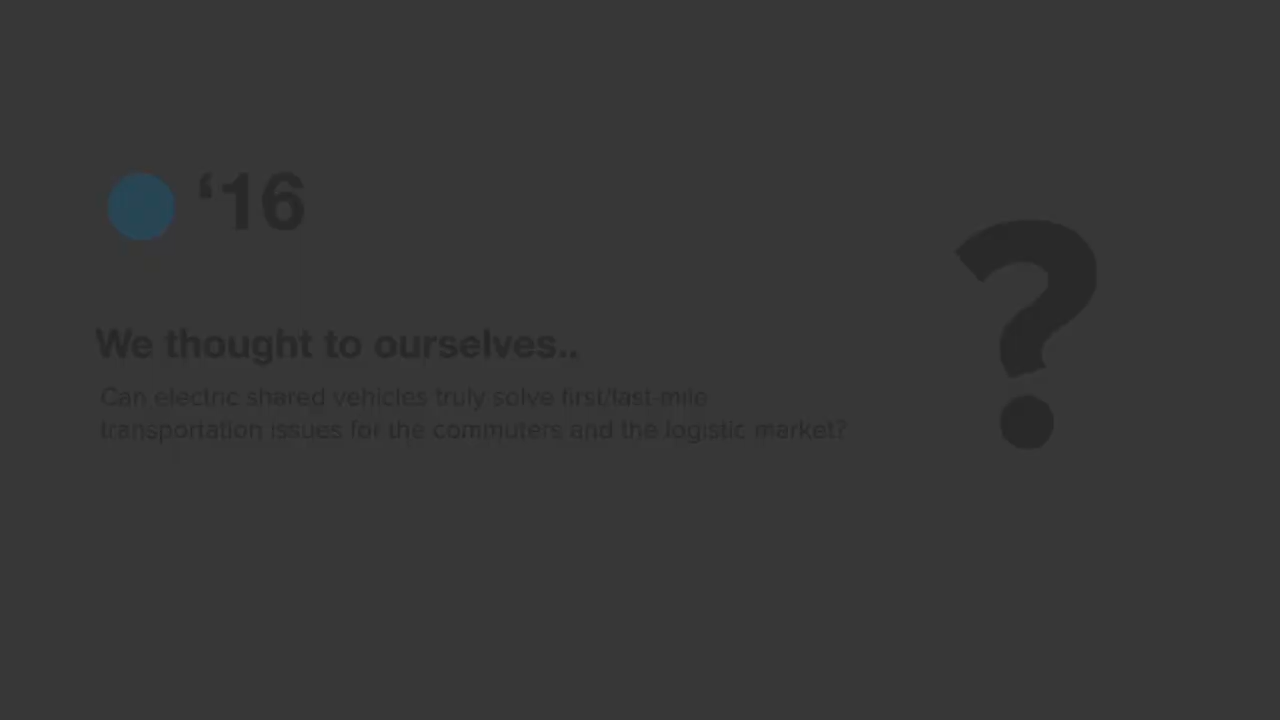 ‘16
?
We thought to ourselves..
Can electric shared vehicles truly solve first/last-mile
transportation issues for the commuters and the logistic market?